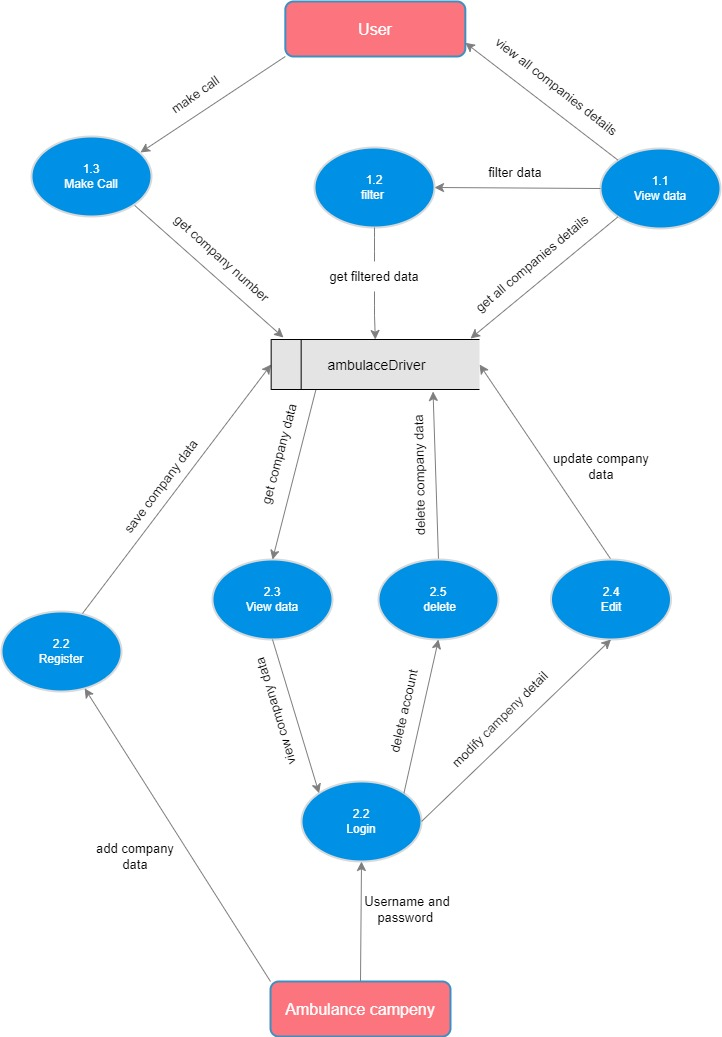 User
view all companies details
make call
1.3
Make Call
1.2
filter
filter data
1.1
View data
get company number
get filtered data
get all companies details
ambulaceDriver
save company data
get company data
delete company data
update company
data
2.3
View data
2.5
delete
2.4
Edit
2.2
Register
view company data
delete account
modify campeny detail
2.2
Login
add company
data
Username and
password
Ambulance campeny